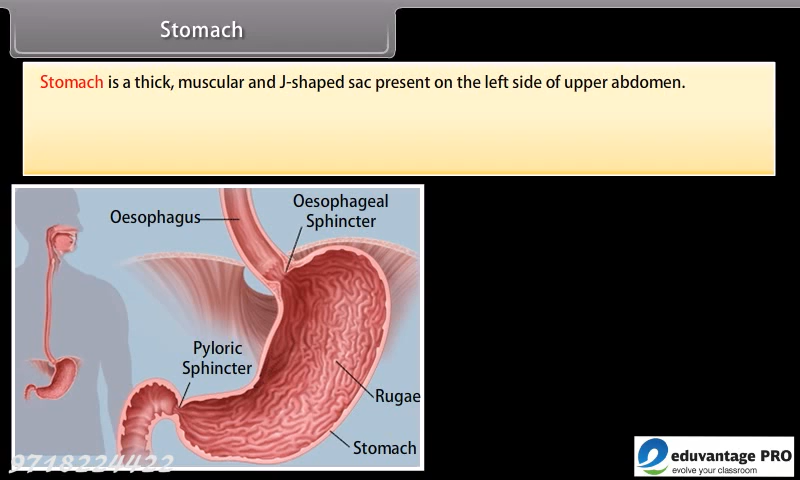 Stomach
Stomach is a thick, muscular and J-shaped sac present on the left side of upper abdomen.
Oesophagus
Oesophageal
Sphincter
Pyloric
Sphincter
Rugae
Stomach
9718224422
eduvantage PRO
evolve your classroom